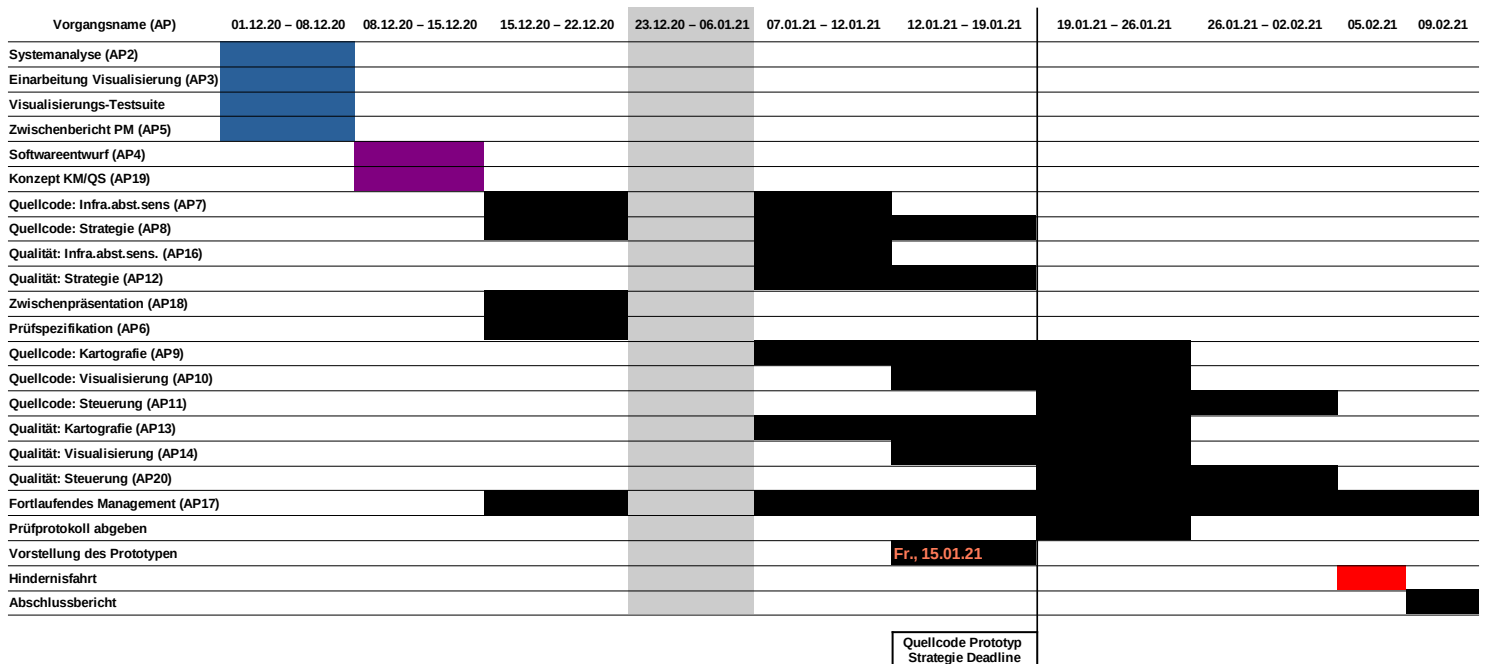 Vorgangsname (AP) 01.12.20 – 08.12.20 08.12.20 – 15.12.20 15.12.20 – 22.12.20 23.12.20 – 06.01.21 07.01.21 – 12.01.21 12.01.21 – 19.01.21 19.01.21 – 26.01.21 26.01.21 – 02.02.21 05.02.21 09.02.21
Systemanalyse (AP2)
Einarbeitung Visualisierung (AP3)
Visualisierungs-Testsuite
Zwischenbericht PM (AP5)
Softwareentwurf (AP4)
Konzept KM/QS (AP19)
Quellcode: Infra.abst.sens (AP7)
Quellcode: Strategie (AP8)
Qualität: Infra.abst.sens. (AP16)
Qualität: Strategie (AP12)
Zwischenpräsentation (AP18)
Prüfspezifikation (AP6)
Quellcode: Kartografie (AP9)
Quellcode: Visualisierung (AP10)
Quellcode: Steuerung (AP11)
Qualität: Kartografie (AP13)
Qualität: Visualisierung (AP14)
Qualität: Steuerung (AP20)
Fortlaufendes Management (AP17)
Prüfprotokoll abgeben
Vorstellung des Prototypen Fr., 15.01.21
Hindernisfahrt
Abschlussbericht
Quellcode Prototyp
Strategie Deadline